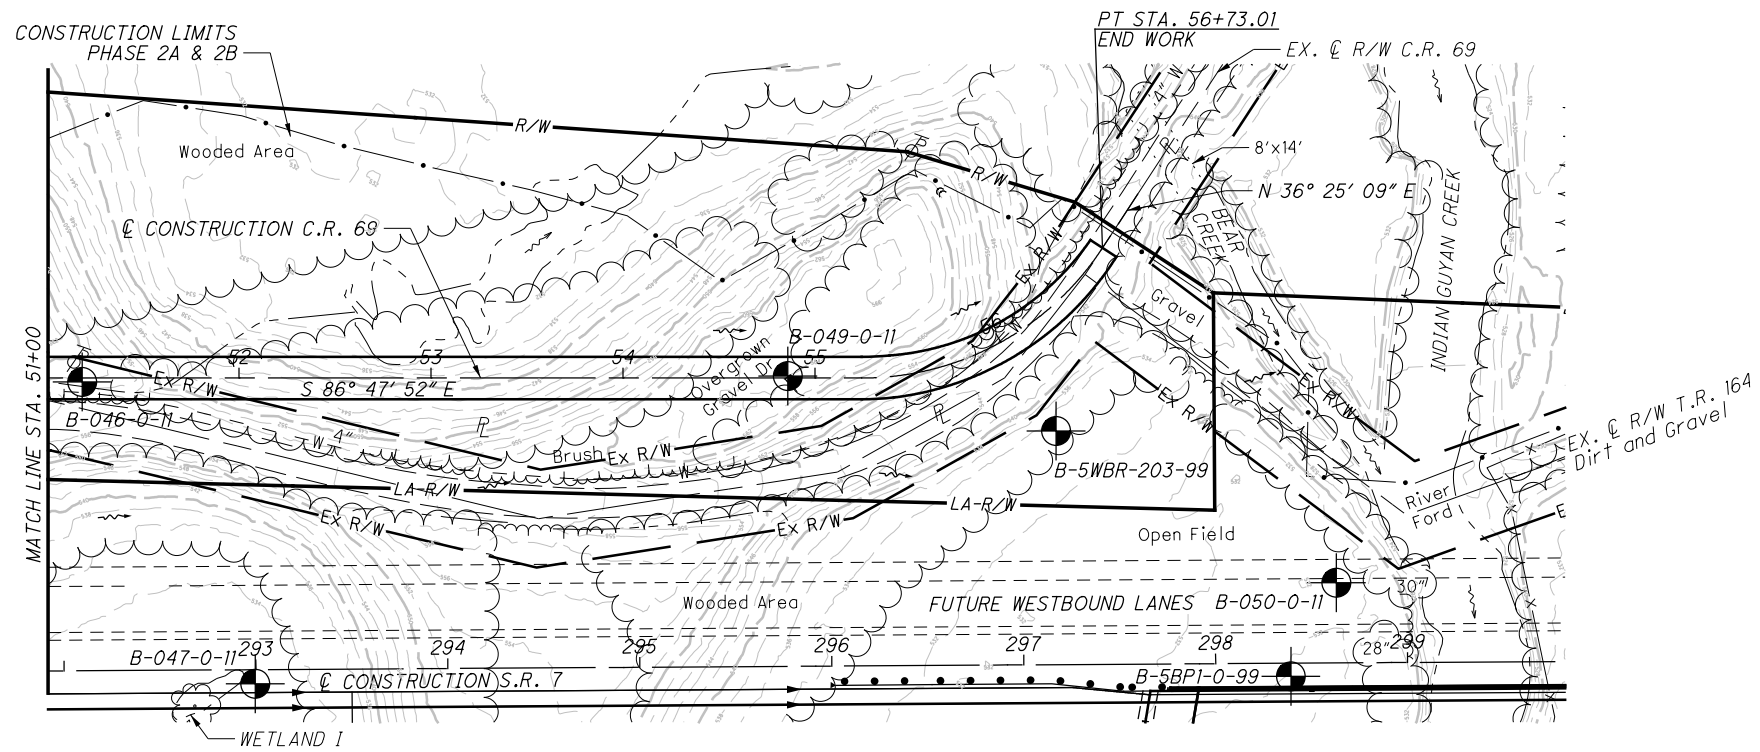 CONSTRUCTION LIMITS
PHASE 2A & 2B
PT STA. 56+73.01
END WORK
EX. ℄ R/W C.R. 69
4" W
R/W
Wooded Area
8'x14'
R/W
N 36° 25' 09" E
INDIAN GUYAN CREEK
BEAR
CREEK
℄ CONSTRUCTION C.R. 69
Ex R/W
Gravel
MATCH LINE STA. 51+00
B-049-0-11
52
53
54
55
56
Overgrown
Gravel Dr
Ex R/W
S 86° 47' 52" E
Ex R/W
Ex R/W
B-046-0-11
W 4"
Brush
Ex R/W
W
EX. ℄ R/W T.R. 164
Dirt and Gravel
B-5WBR-203-99
LA-R/W
LA-R/W
River
Ford
Ex R/W
Ex R/W
Open Field
30"
Wooded Area
FUTURE WESTBOUND LANES
B-050-0-11
B-047-0-11
293
294
295
296
297
298
28"
299
℄ CONSTRUCTION S.R. 7
B-5BP1-0-99
WETLAND I